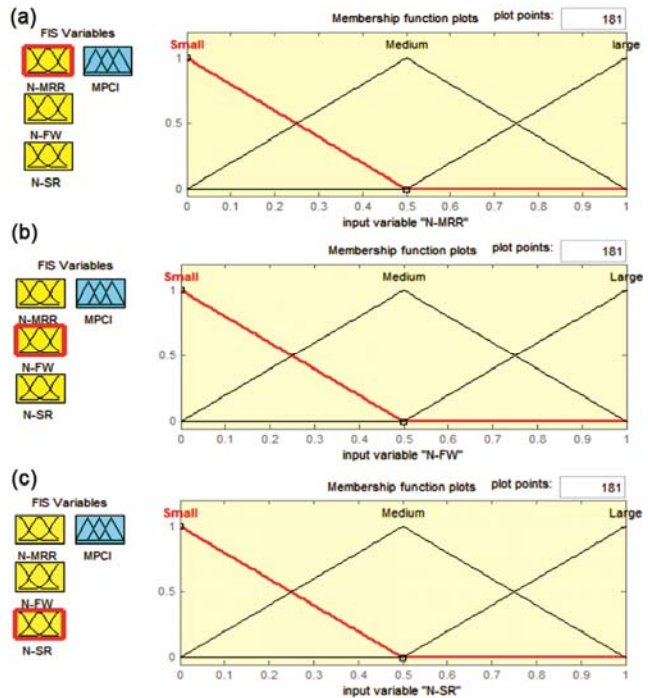 (a)
FIS Variables
N-MRR MPCI
N-FW
N-SR
Membership function plots plot points: 181
Small Medium large
1
0.5
0
0 0.1 0.2 0.3 0.4 0.5 0.6 0.7 0.8 0.9 1
input variable "N-MRR"
(b)
FIS Variables
N-MRR MPCI
N-FW
N-SR
Membership function plots plot points: 181
Small Medium Large
1
0.5
0
0 0.1 0.2 0.3 0.4 0.5 0.6 0.7 0.8 0.9 1
input variable "N-FW"
(c)
FIS Variables
N-MRR MPCI
N-FW
N-SR
Membership function plots plot points: 181
Small Medium Large
1
0.5
0
0 0.1 0.2 0.3 0.4 0.5 0.6 0.7 0.8 0.9 1
input variable "N-SR"